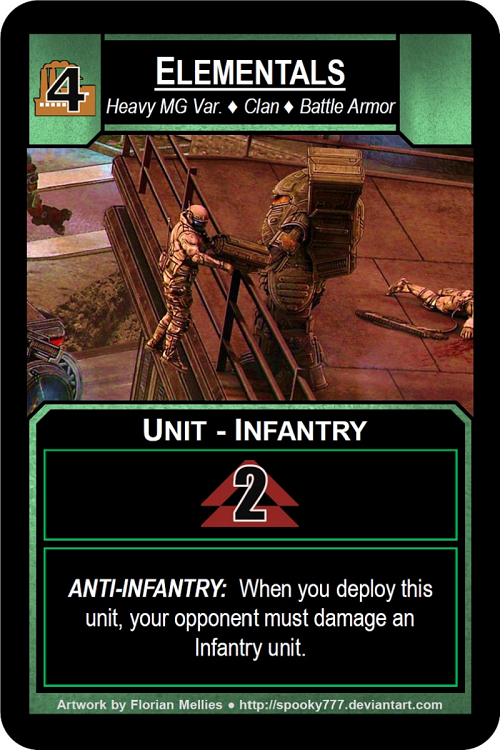 4
ELEMENTALS
Heavy MG Var. ♦ Clan ♦ Battle Armor
UNIT - INFANTRY
2
ANTI-INFANTRY: When you deploy this
unit, your opponent must damage an
Infantry unit.
Artwork by Florian Mellies ● http://spooky777.deviantart.com